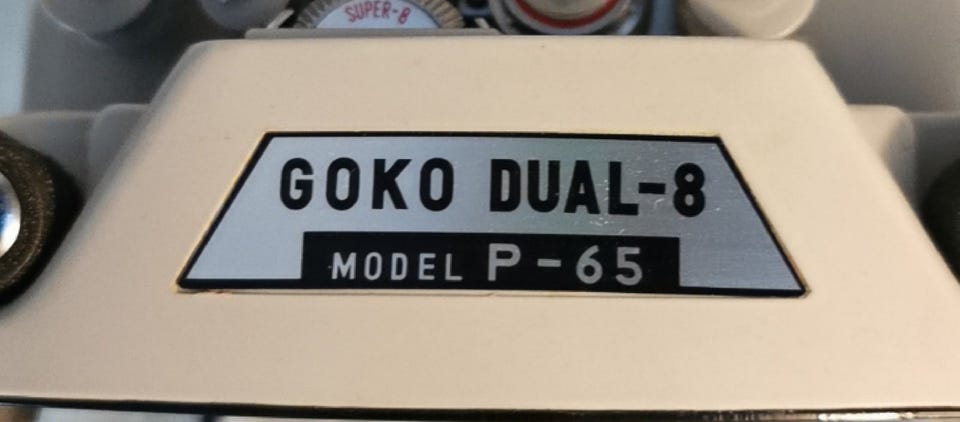 SUPER-8
GOKO DUAL-8
MODEL P-65